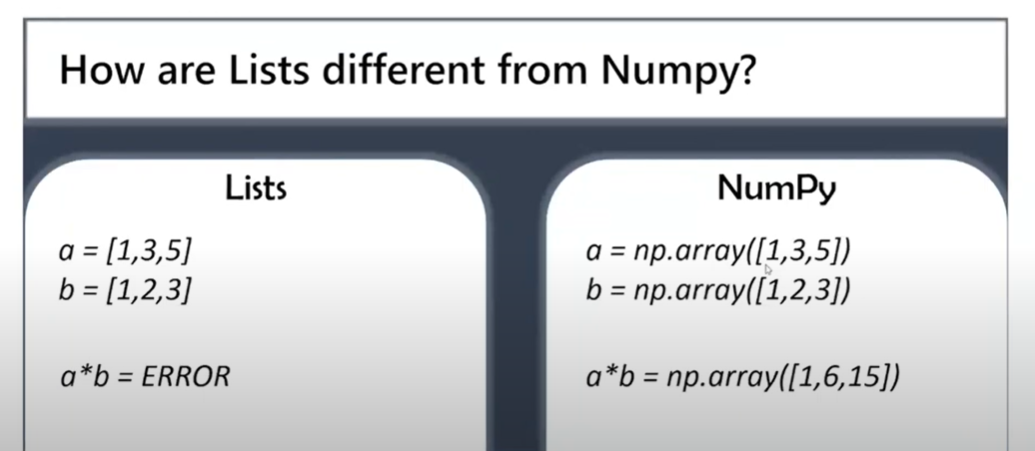 How are Lists different from Numpy?
Lists
a = [1,3,5]
b = [1,2,3]
a*b = ERROR
NumPy
a = np.array([1,3,5])
b = np.array([1,2,3])
a*b = np.array([1,6,15])